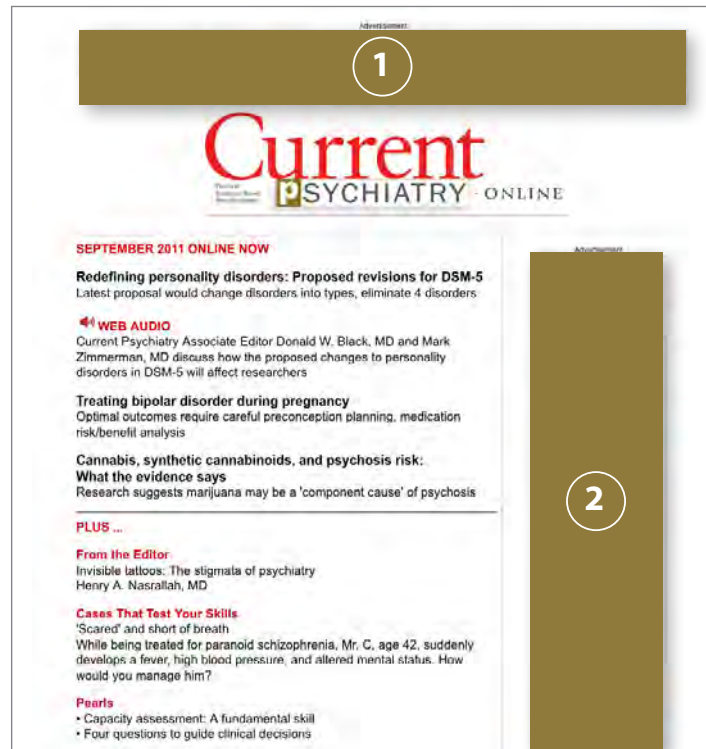 Advertisement
1
Current
PSYCHIATRY · ONLINE
SEPTEMBER 2011 ONLINE NOW
Redefining personality disorders: Proposed revisions for DSM-5
Latest proposal would change disorders into types, eliminate 4 disorders
WEB AUDIO
Current Psychiatry Associate Editor Donald W. Black, MD and Mark
Zimmerman, MD discuss how the proposed changes to personality
disorders in DSM-5 will affect researchers
Treating bipolar disorder during pregnancy
Optimal outcomes require careful preconception planning, medication
risk/benefit analysis
Cannabis, synthetic cannabinoids, and psychosis risk:
What the evidence says
Research suggests marijuana may be a 'component cause' of psychosis
PLUS ...
From the Editor
Invisible tattoos: The stigmata of psychiatry
Henry A. Nasrallah, MD
Cases That Test Your Skills
'Scared' and short of breath
While being treated for paranoid schizophrenia, Mr. C, age 42, suddenly
develops a fever, high blood pressure, and altered mental status. How
would you manage him?
Pearls
• Capacity assessment: A fundamental skill
• Four questions to guide clinical decisions
Advertisement
2